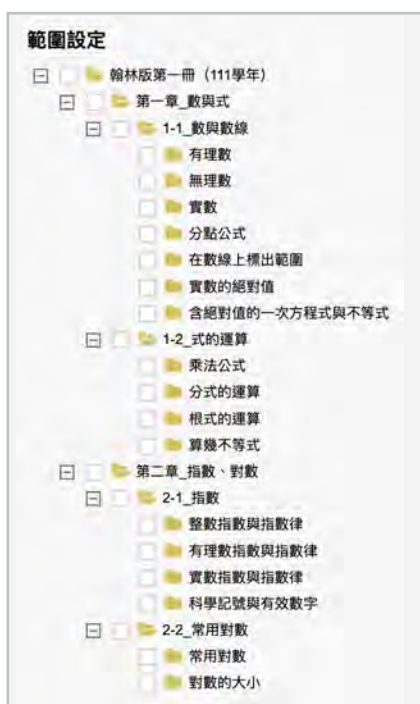 範圍設定
翰林版第一冊（111學年）
第一章_數與式
1-1_數與數線
有理數
無理數
實數
分點公式
在數線上標出範圍
實數的絕對值
含絕對值的一次方程式與不等式
1-2_式的運算
乘法公式
分式的運算
根式的運算
算幾不等式
第二章_指數、對數
2-1_指數
整數指數與指數律
有理數指數與指數律
實數指數與指數律
科學記號與有效數字
2-2_常用對數
常用對數
對數的大小